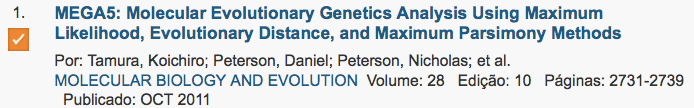 1. MEGA5: Molecular Evolutionary Genetics Analysis Using Maximum
Likelihood, Evolutionary Distance, and Maximum Parsimony Methods
Por: Tamura, Koichiro; Peterson, Daniel; Peterson, Nicholas; et al.
MOLECULAR BIOLOGY AND EVOLUTION Volume: 28 Edição: 10 Páginas: 2731-2739
Publicado: OCT 2011